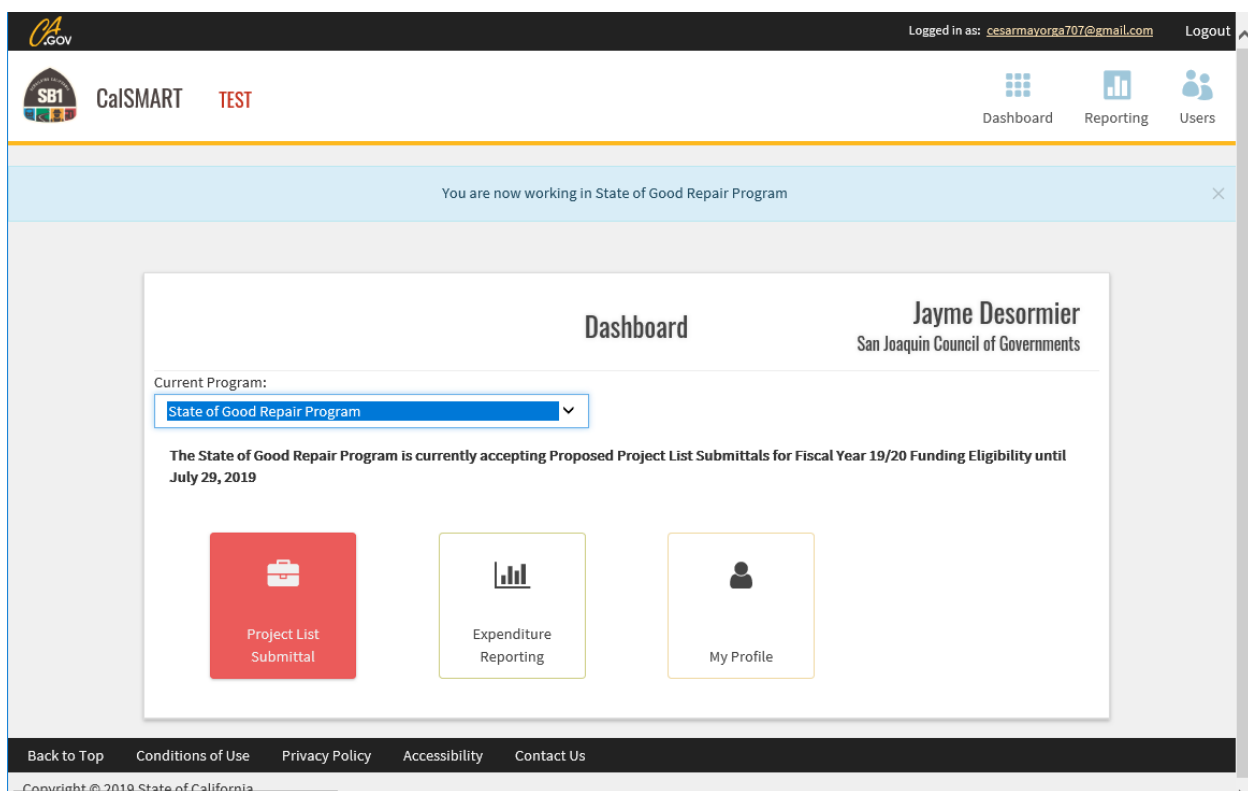 CA.GOV
Logged in as: cesarmayorga707@gmail.com Logout
SB1
CalSMART TEST
Dashboard Reporting Users
You are now working in State of Good Repair Program ×
Dashboard
Jayme Desormier
San Joaquin Council of Governments
Current Program:
State of Good Repair Program
The State of Good Repair Program is currently accepting Proposed Project List Submittals for Fiscal Year 19/20 Funding Eligibility until
July 29, 2019
Project List
Submittal
Expenditure
Reporting
My Profile
Back to Top Conditions of Use Privacy Policy Accessibility Contact Us
Copyright © 2019 State of California